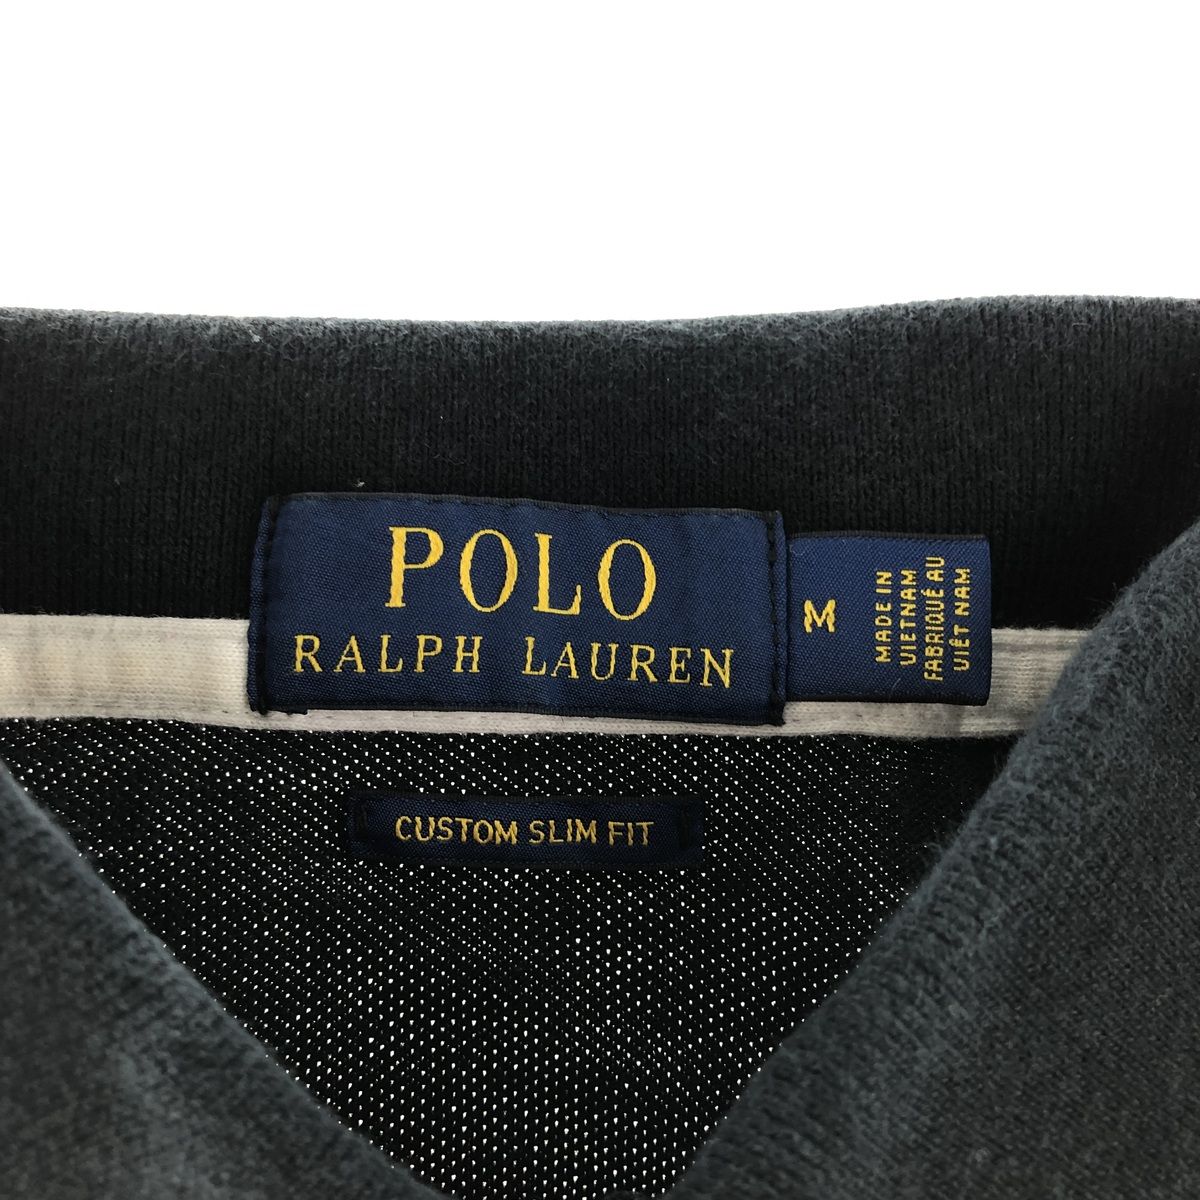 POLO
RALPH LAUREN
M
MADE IN
VIETNAM
FABRIQUÉ AU
VIÊT NAM
CUSTOM SLIM FIT